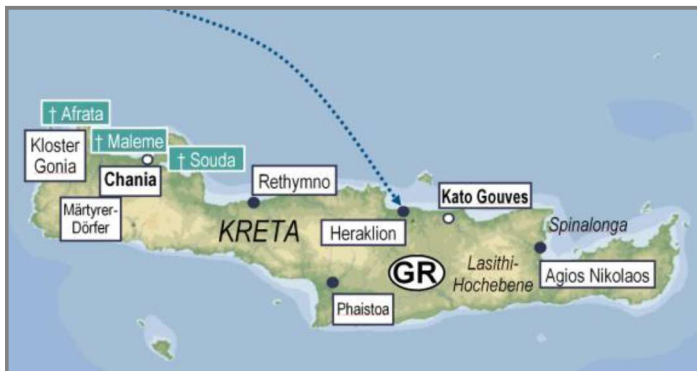 † Afrata
† Maleme
† Souda
Kloster
Gonia
Chania
Märtyrer-
Dörfer
Rethymno
KRETA
Heraklion
Kato Gouves
Spinalonga
GR
Lasithi-
Hochebene
Agios Nikolaos
Phaistoa